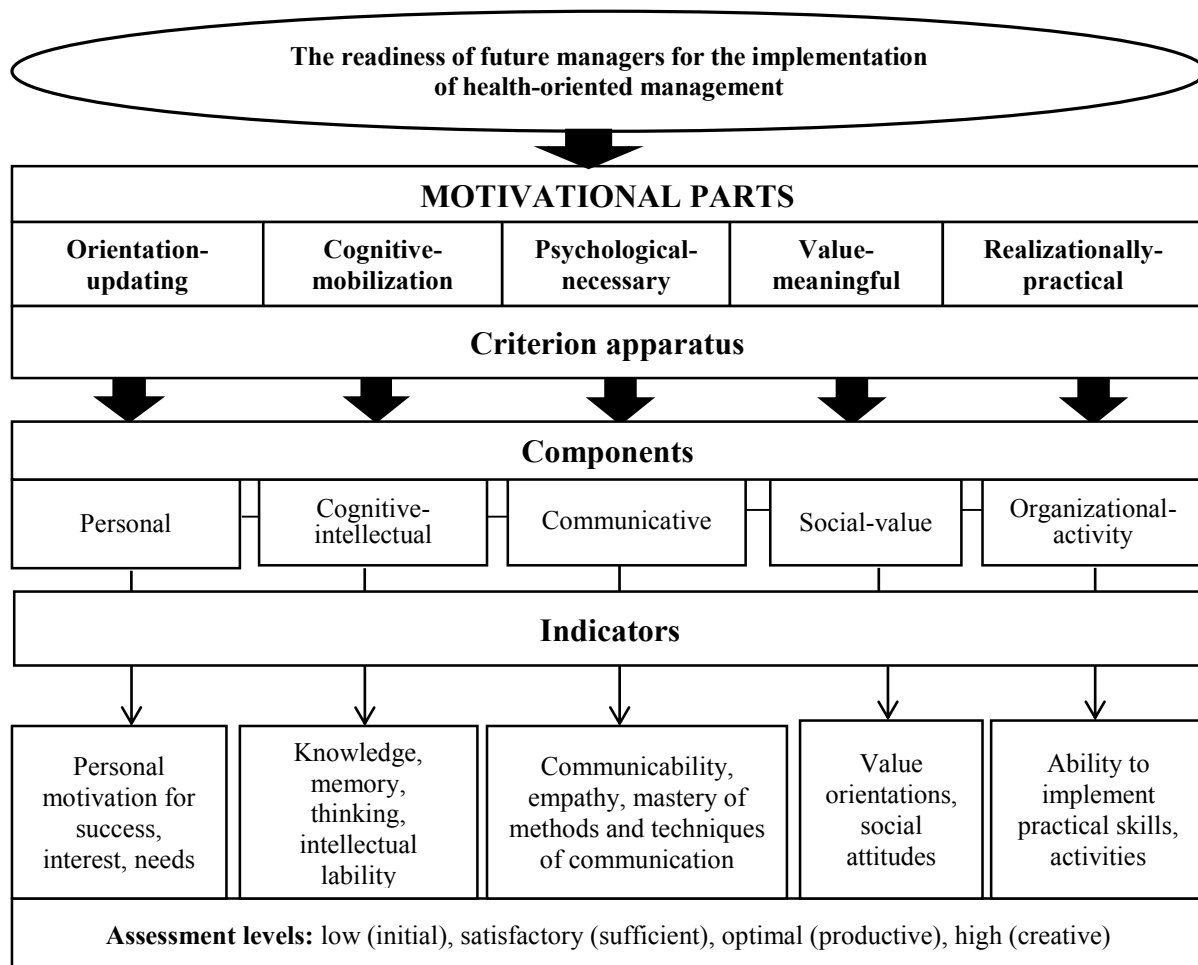 The readiness of future managers for the implementation
of health-oriented management
MOTIVATIONAL PARTS
Orientation-
updating
Cognitive-
mobilization
Psychological-
necessary
Value-
meaningful
Realizationally-
practical
Criterion apparatus
Components
Personal
Cognitive-
intellectual
Communicative
Social-value
Organizational-
activity
Indicators
Personal
motivation for
success,
interest, needs
Knowledge,
memory,
thinking,
intellectual
lability
Communicability,
empathy, mastery of
methods and techniques
of communication
Value
orientations,
social
attitudes
Ability to
implement
practical skills,
activities
Assessment levels: low (initial), satisfactory (sufficient), optimal (productive), high (creative)